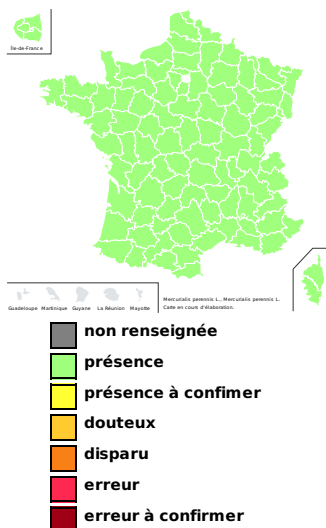 Île-de-France
Guadeloupe Martinique Guyane La Réunion Mayotte
Mercurialis perennis L., Mercurialis perennis L.
Carte en cours d'élaboration.
non renseignée
présence
présence à confimer
douteux
disparu
erreur
erreur à confirmer